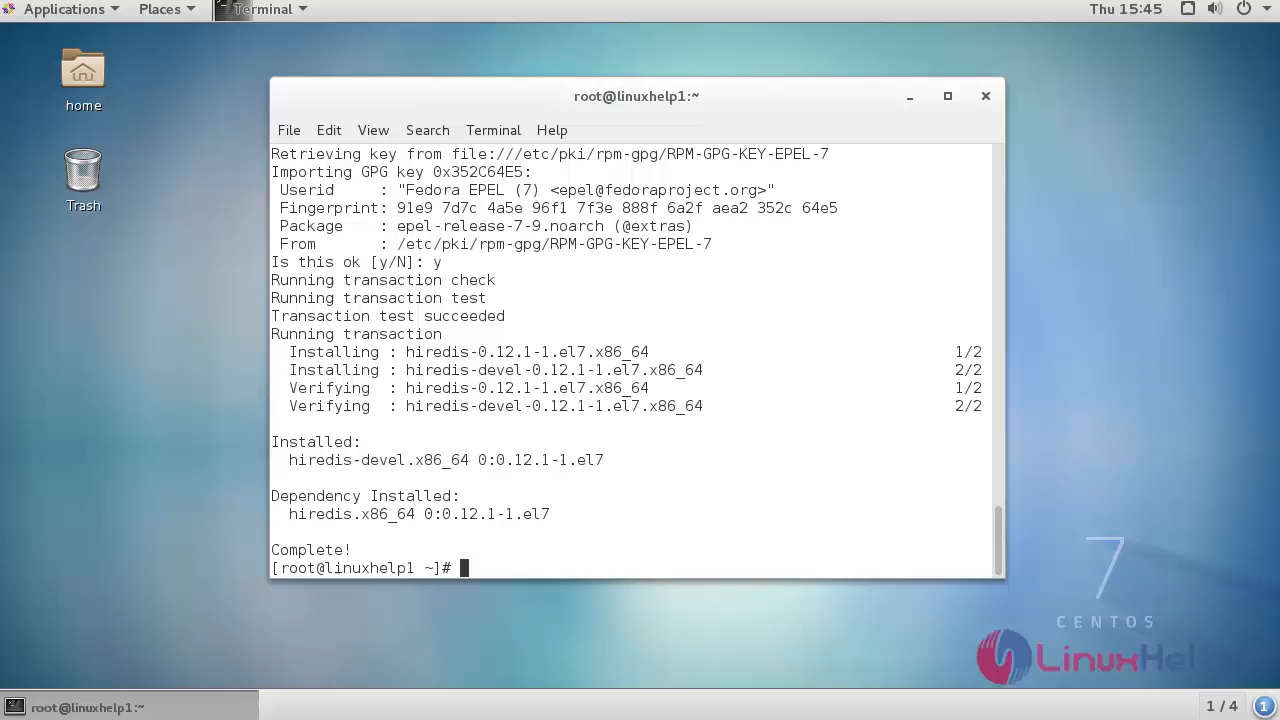 Applications Places Terminal Thu 15:45
home
Trash
root@linuxhelp1:~
File Edit View Search Terminal Help
Retrieving key from file:///etc/pki/rpm-gpg/RPM-GPG-KEY-EPEL-7
Importing GPG key 0x352C64E5:
Userid : "Fedora EPEL (7) <epel@fedoraproject.org>"
Fingerprint: 91e9 7d7c 4a5e 96f1 7f3e 888f 6a2f aea2 352c 64e5
Package : epel-release-7-9.noarch (@extras)
From : /etc/pki/rpm-gpg/RPM-GPG-KEY-EPEL-7
Is this ok [y/N]: y
Running transaction check
Running transaction test
Transaction test succeeded
Running transaction
Installing : hiredis-0.12.1-1.el7.x86_64 1/2
Installing : hiredis-devel-0.12.1-1.el7.x86_64 2/2
Verifying : hiredis-0.12.1-1.el7.x86_64 1/2
Verifying : hiredis-devel-0.12.1-1.el7.x86_64 2/2
Installed:
hiredis-devel.x86_64 0:0.12.1-1.el7
Dependency Installed:
hiredis.x86_64 0:0.12.1-1.el7
Complete!
[root@linuxhelp1 ~]#
7
CENTOS
LinuxHel
root@linuxhelp1:~ 1 / 4 1